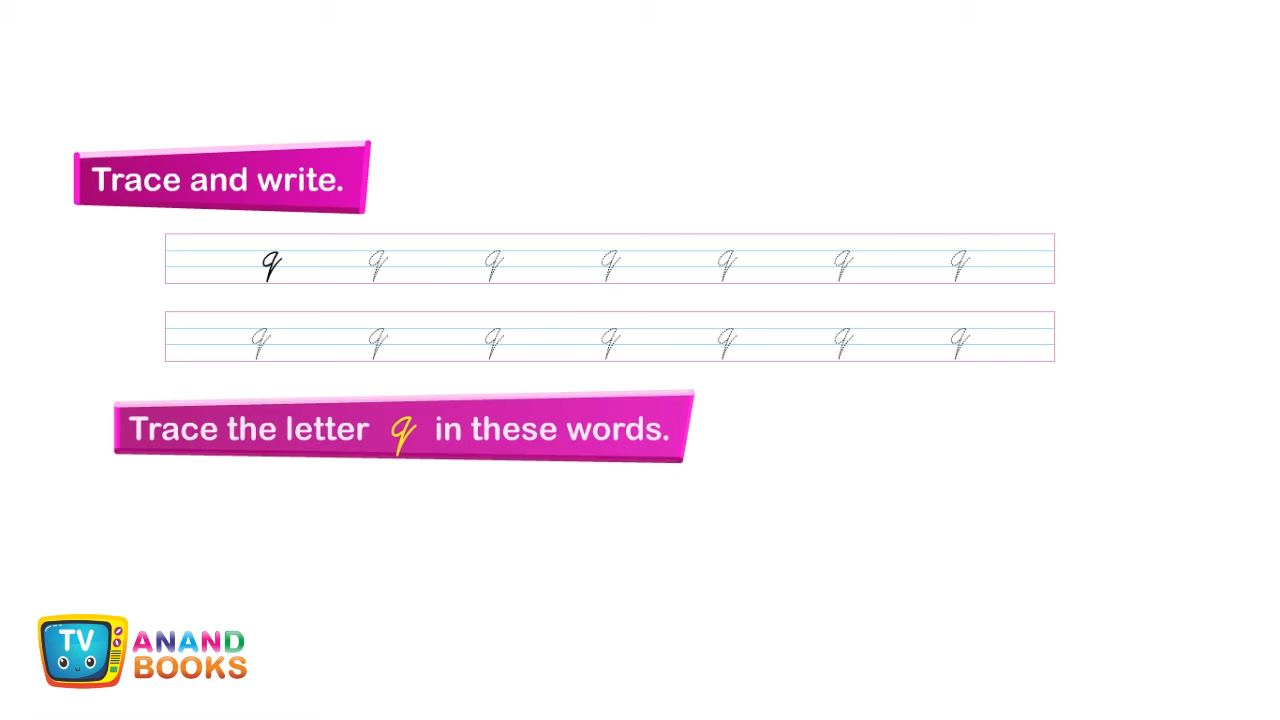 Trace and write.
q q q q q q q
q q q q q q q
Trace the letter q in these words.
TV
ANAND
BOOKS